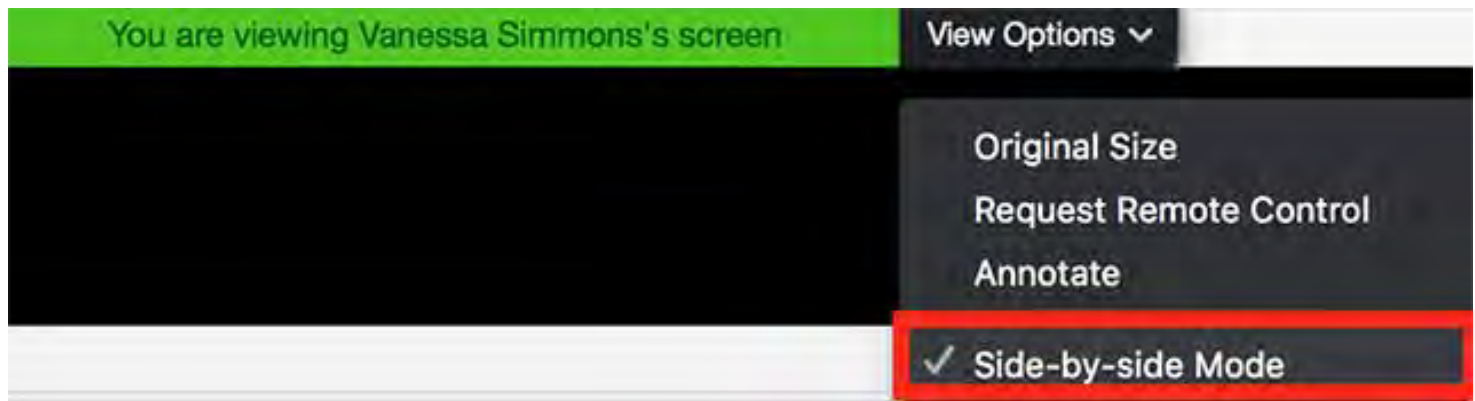 You are viewing Vanessa Simmons's screen
View Options
Original Size
Request Remote Control
Annotate
Side-by-side Mode